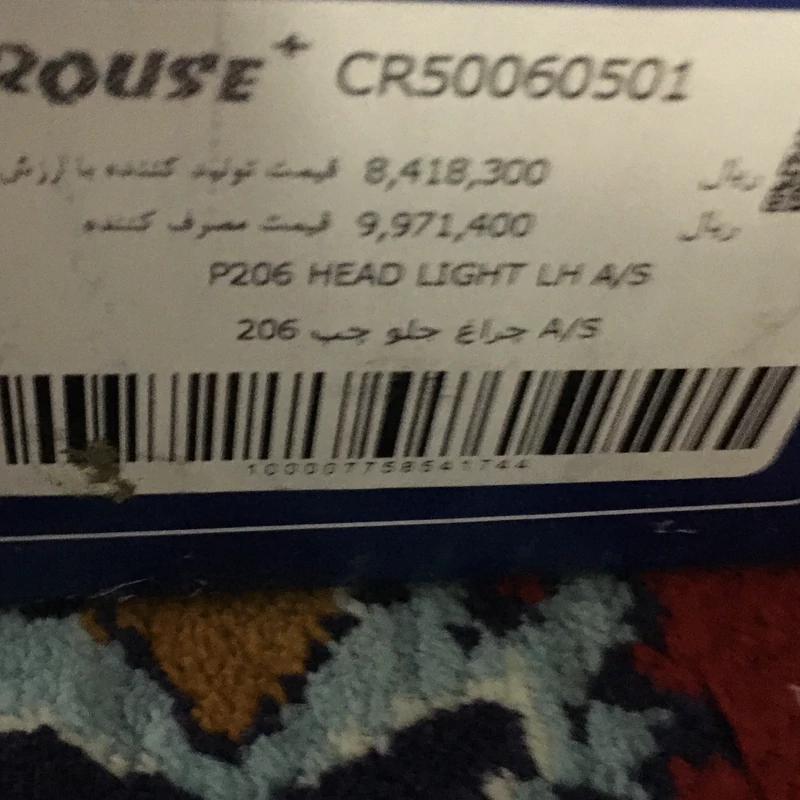 ROUSE+ CR50060501
قیمت تولید کننده با ارزش 8,418,300 ریال
قیمت مصرف کننده 9,971,400 ریال
P206 HEAD LIGHT LH A/S
206 چراغ جلو چپ A/S
100007758541744